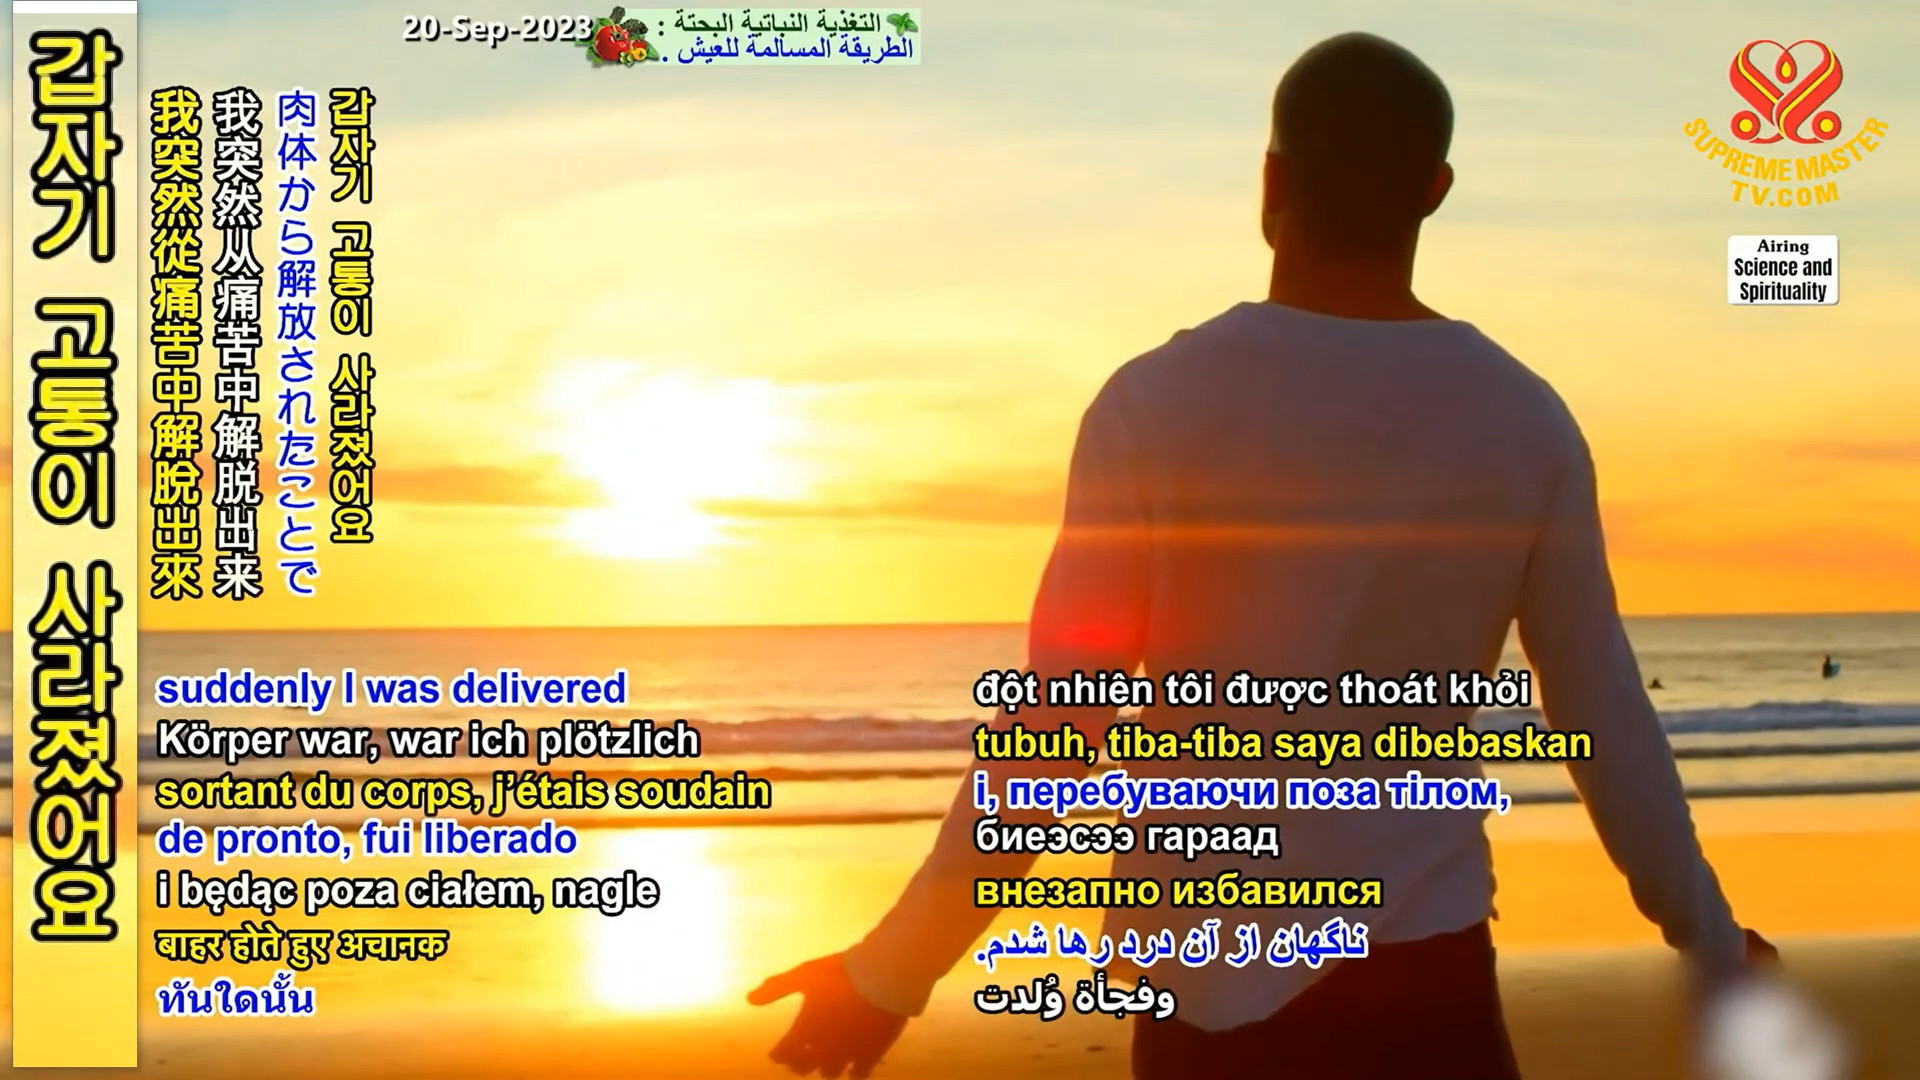 갑자기 고통이 사라졌어요
20-Sep-2023
التغذية النباتية البحتة :
الطريقة المسالمة للعيش .
我突然從痛苦中解脫出來
我突然从痛苦中解脱出来
肉体から解放されたことで
갑자기 고통이 사라졌어요
SUPREME MASTER
TV.COM
Airing
Science and
Spirituality
suddenly I was delivered
Körper war, war ich plötzlich
sortant du corps, j’étais soudain
de pronto, fui liberado
i będąc poza ciałem, nagle
बाहर होते हुए अचानक
ทันใดนั้น
đột nhiên tôi được thoát khỏi
tubuh, tiba-tiba saya dibebaskan
і, перебуваючи поза тілом,
биеэсээ гараад
внезапно избавился
ناگهان از آن درد رها شدم.
وفجأة وُلدت